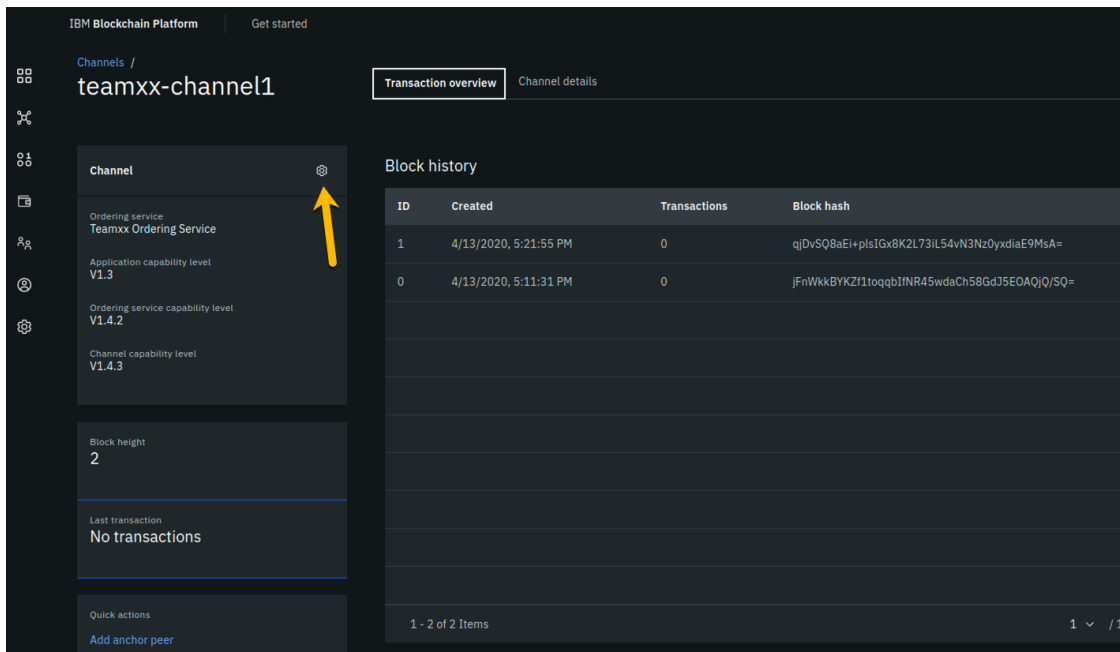 IBM Blockchain Platform
Get started
Channels /
teamxx-channel1
Transaction overview
Channel details
Channel
Ordering service
Teamxx Ordering Service
Application capability level
V1.3
Ordering service capability level
V1.4.2
Channel capability level
V1.4.3
Block height
2
Last transaction
No transactions
Quick actions
Add anchor peer
Block history
ID Created Transactions Block hash
1 4/13/2020, 5:21:55 PM 0 qjDvSQ8aEi+plsIGx8K2L73iL54vN3Nz0yxdiaE9MsA=
0 4/13/2020, 5:11:31 PM 0 jFnWkkBYKZf1toqqbIfNR45wdaCh58GdJ5EOAQjQ/SQ=
1 - 2 of 2 Items
1 / 1